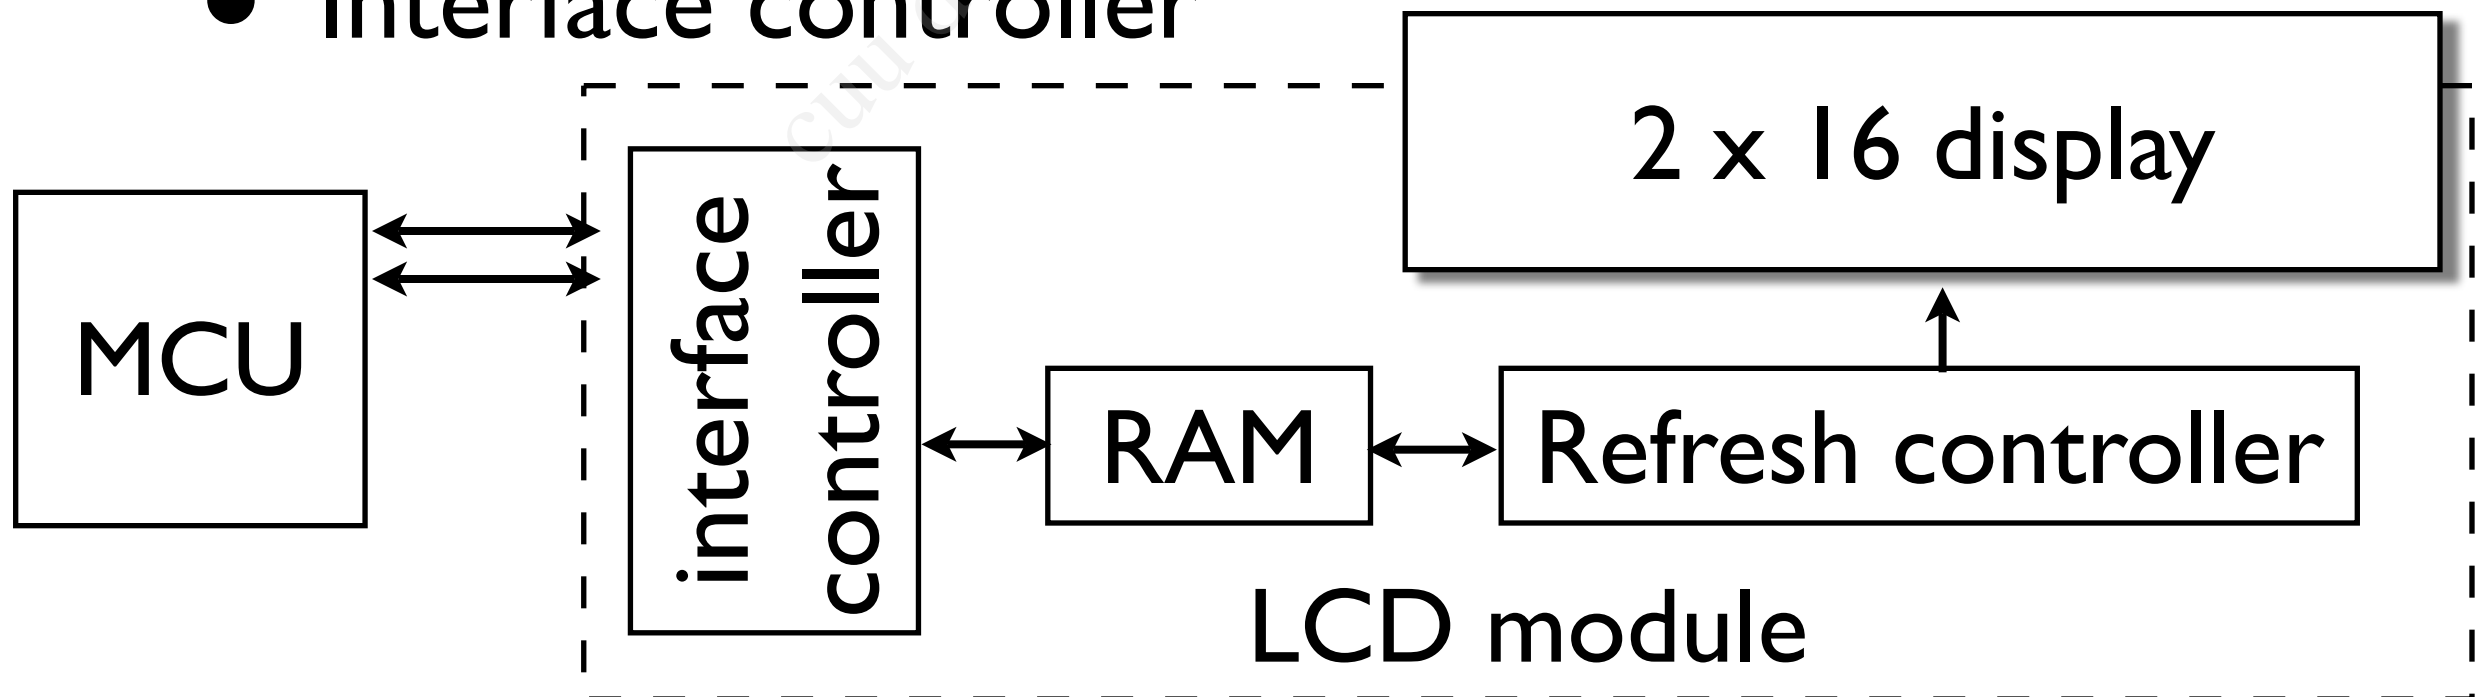 • Interface controller
2 x 16 display
MCU
interface
controller
RAM
Refresh controller
LCD module